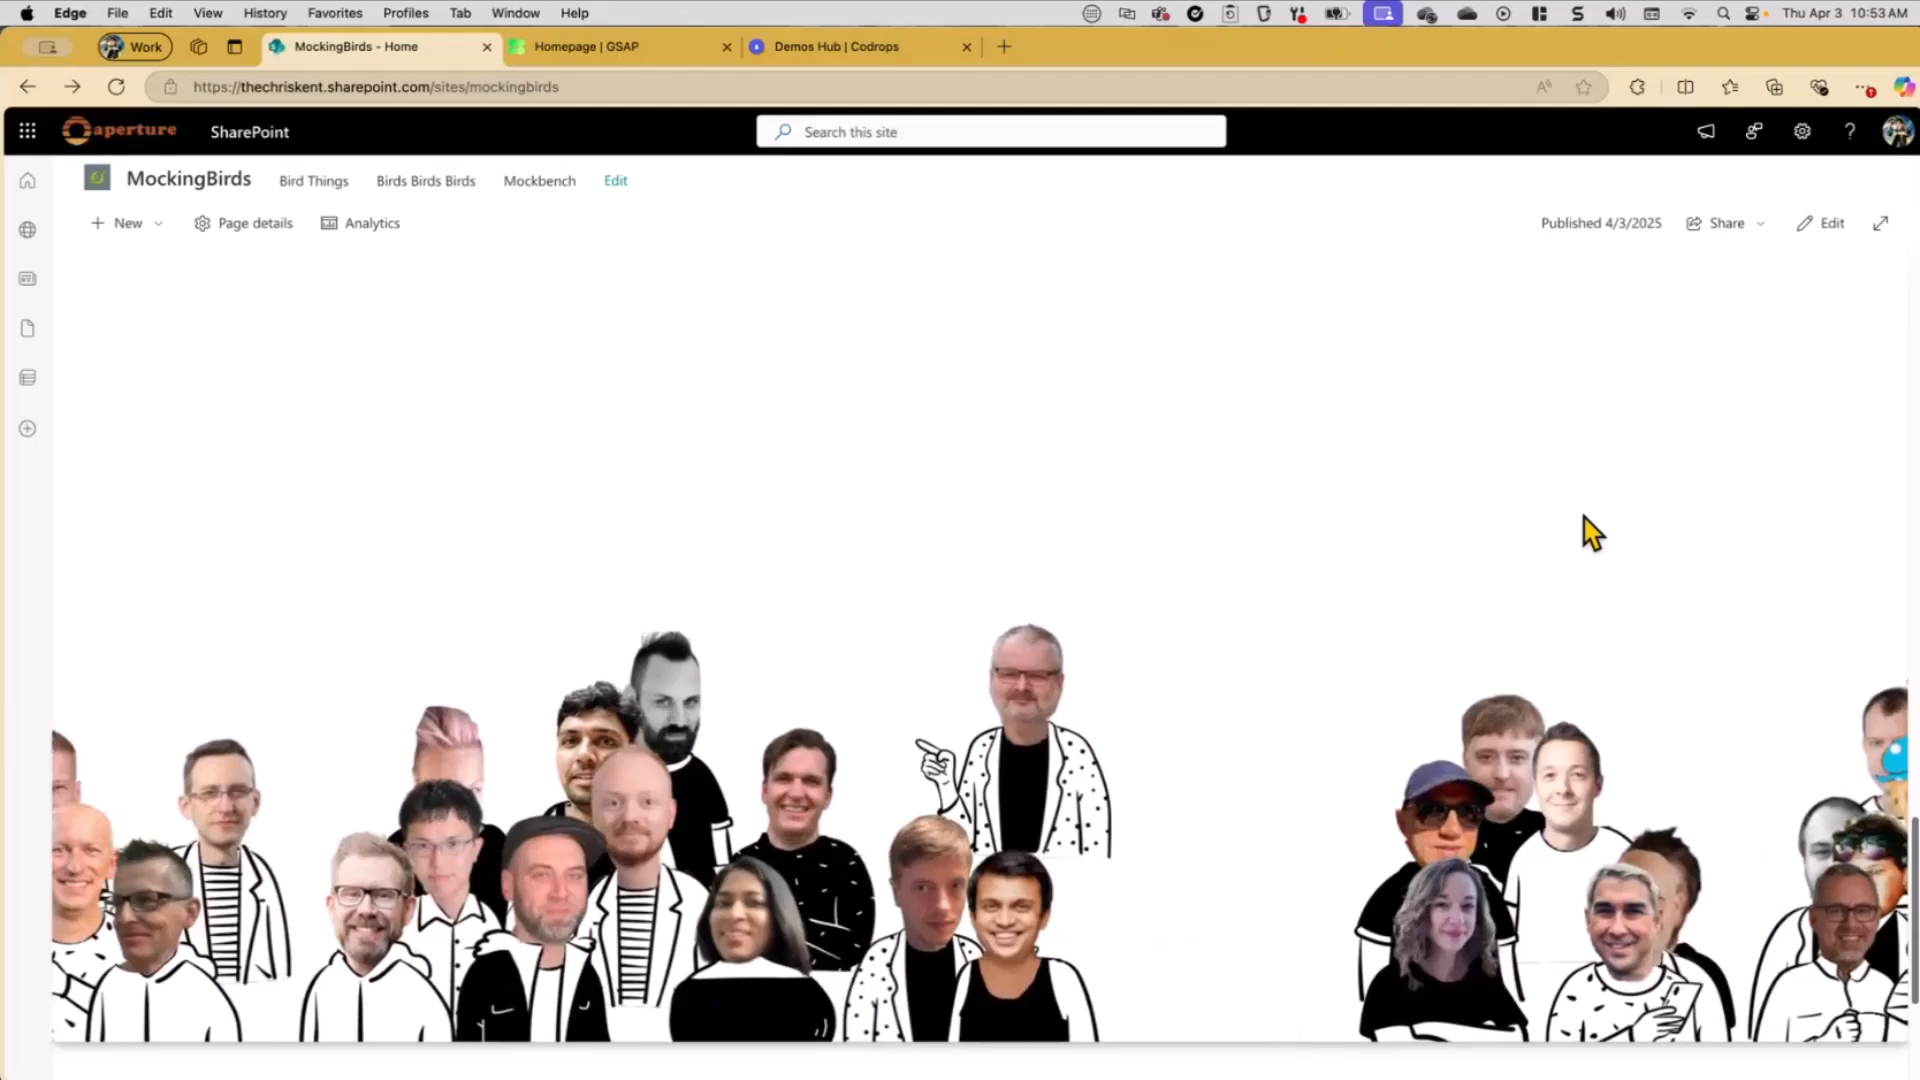 Edge File Edit View History Favorites Profiles Tab Window Help Thu Apr 3 10:53 AM
Work MockingBirds - Home Homepage | GSAP Demos Hub | Codrops
https://thechriskent.sharepoint.com/sites/mockingbirds
aperture SharePoint Search this site
MockingBirds Bird Things Birds Birds Birds Mockbench Edit
New Page details Analytics Published 4/3/2025 Share Edit